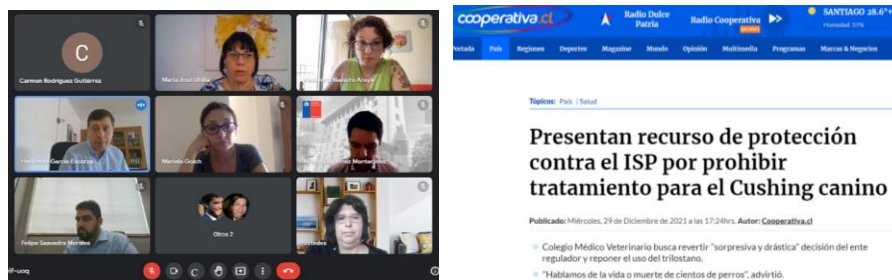 C
Carmen Rodríguez Gutiérrez
María José Ubilla
Navarro Araya
García Escorza
Mariela Goich
Felipe Saavedra Morales
Otros 2
cooperativa.cl
Radio Dulce
Patria
Radio Cooperativa
EN VIVO
SANTIAGO 28.6°
Humedad 37%
Portada País Regiones Deportes Magazine Mundo Opinión Multimedia Programas Marcas & Negocios
Tópicos: País | Salud
Presentan recurso de protección
contra el ISP por prohibir
tratamiento para el Cushing canino
Publicado: Miércoles, 29 de Diciembre de 2021 a las 17:24hrs. Autor: Cooperativa.cl
Colegio Médico Veterinario busca revertir "sorpresiva y drástica" decisión del ente
regulador y reponer el uso del trilostano.
"Hablamos de la vida o muerte de cientos de perros", advirtió.